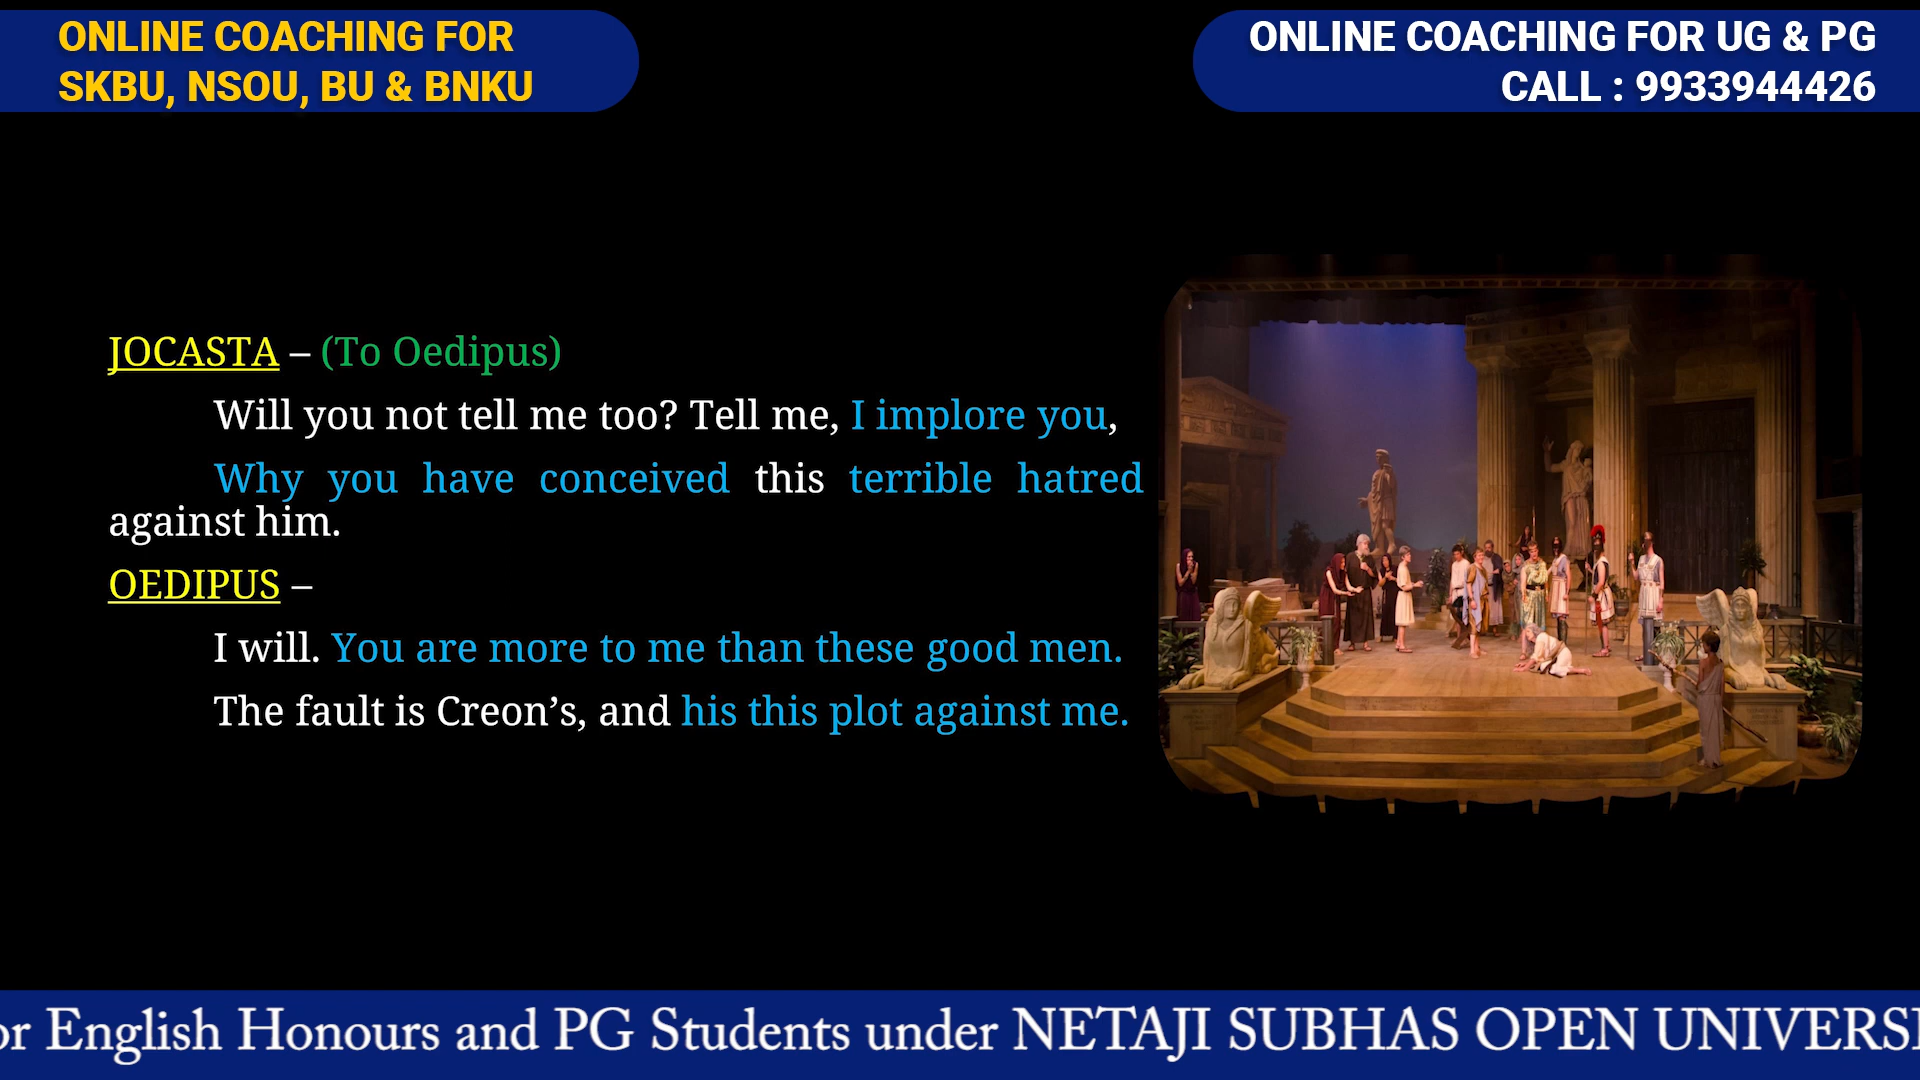 ONLINE COACHING FOR
SKBU, NSOU, BU & BNKU
ONLINE COACHING FOR UG & PG
CALL : 9933944426
JOCASTA – (To Oedipus)
Will you not tell me too? Tell me, I implore you,
Why you have conceived this terrible hatred
against him.
OEDIPUS –
I will. You are more to me than these good men.
The fault is Creon’s, and his this plot against me.
or English Honours and PG Students under NETAJI SUBHAS OPEN UNIVERSI